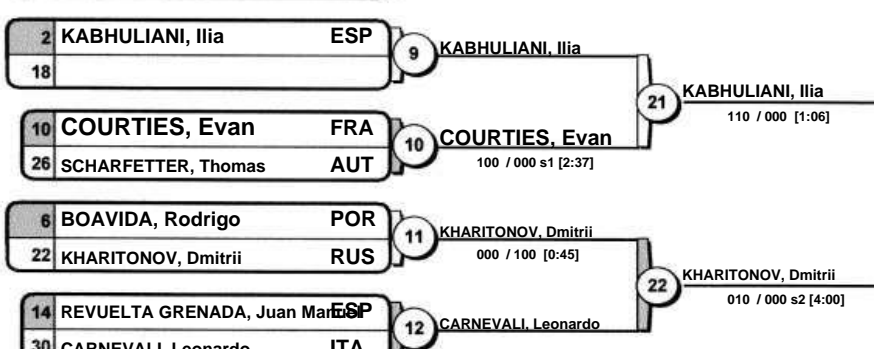 2 KABHULIANI, Ilia ESP
18
9
KABHULIANI, Ilia
21
KABHULIANI, Ilia
110 / 000 [1:06]
10 COURTIES, Evan FRA
26 SCHARFETTER, Thomas AUT
10
COURTIES, Evan
100 / 000 s1 [2:37]
6 BOAVIDA, Rodrigo POR
22 KHARITONOV, Dmitrii RUS
11
KHARITONOV, Dmitrii
000 / 100 [0:45]
22
KHARITONOV, Dmitrii
010 / 000 s2 [4:00]
14 REVUELTA GRENADA, Juan Manuel ESP
30 CARNEVALI, Leonardo ITA
12
CARNEVALI, Leonardo